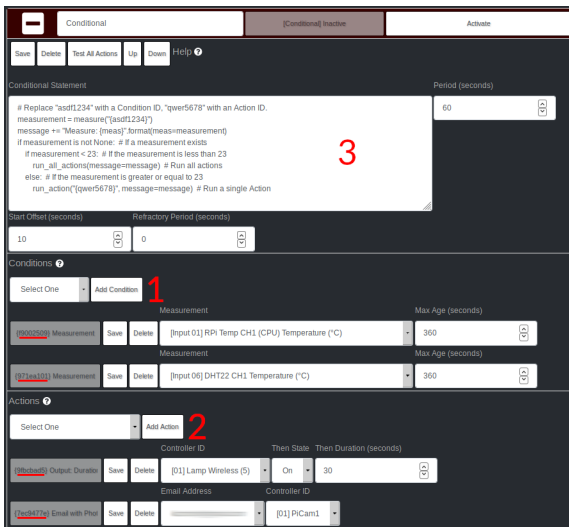 Conditional [Conditional] Inactive Activate
Save Delete Test All Actions Up Down Help ?
Conditional Statement Period (seconds)
# Replace "asdf1234" with a Condition ID, "qwer5678" with an Action ID. 60
measurement = measure("{asdf1234}")
message += "Measure: {meas}".format(meas=measurement)
if measurement is not None:  # If a measurement exists
if measurement < 23:  # If the measurement is less than 23
run_all_actions(message=message)  # Run all actions
else:  # If the measurement is greater or equal to 23
run_action("{qwer5678}", message=message)  # Run a single Action
3
Start Offset (seconds) Refractory Period (seconds)
10 0
Conditions ?
Select One Add Condition 1
Measurement Max Age (seconds)
{f9002509} Measurement Save Delete [Input 01] RPi Temp CH1 (CPU) Temperature (°C) 360
Measurement Max Age (seconds)
{971ea101} Measurement Save Delete [Input 06] DHT22 CH1 Temperature (°C) 360
Actions ?
Select One Add Action 2
Controller ID Then State Then Duration (seconds)
{9fbcbad5} Output: Duration Save Delete [01] Lamp Wireless (5) On 30
Email Address Controller ID
{7ec9477e} Email with Phot Save Delete [01] PiCam1